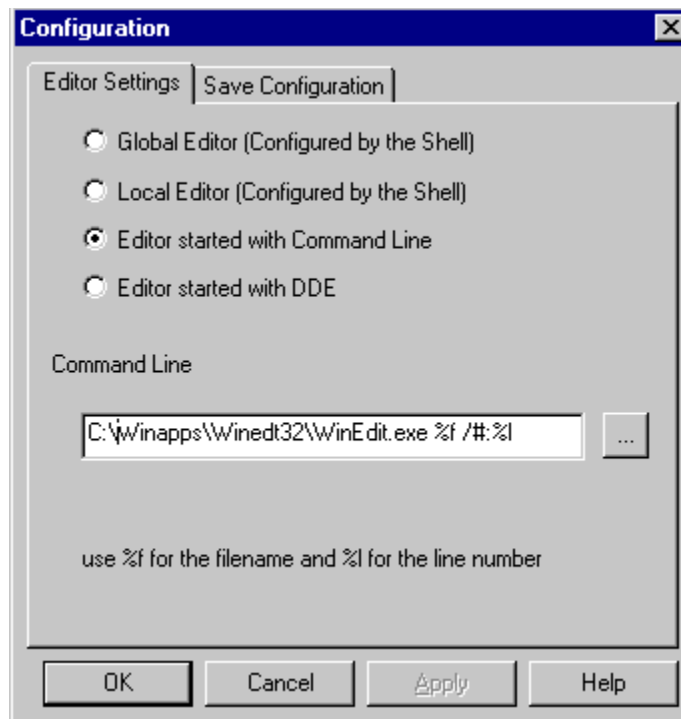 Configuration
Editor Settings Save Configuration
Global Editor (Configured by the Shell)
Local Editor (Configured by the Shell)
Editor started with Command Line
Editor started with DDE
Command Line
C:\Winapps\Winedt32\WinEdit.exe %f /#:%l
...
use %f for the filename and %l for the line number
OK Cancel Apply Help